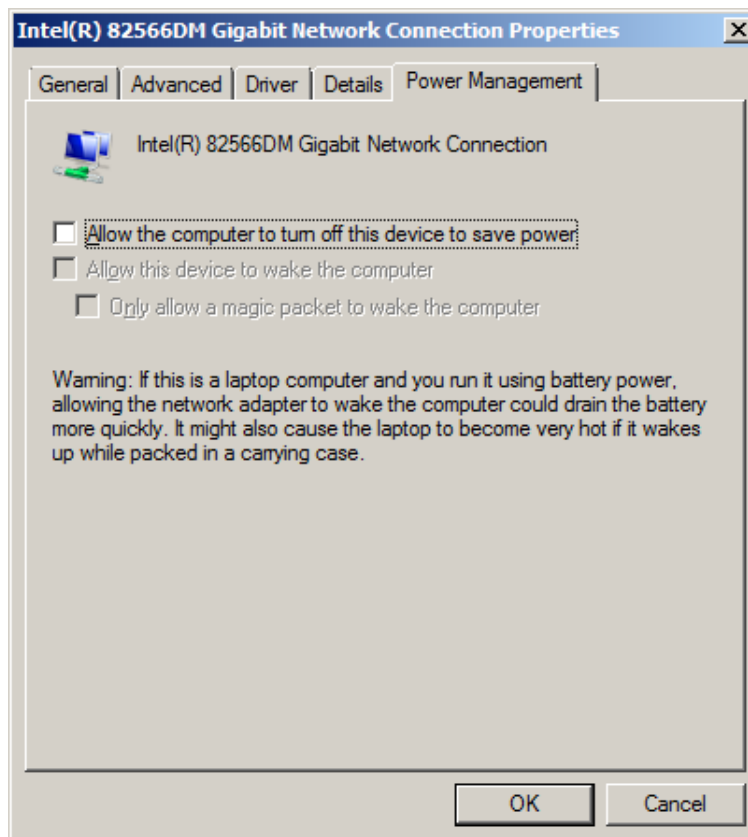 Intel(R) 82566DM Gigabit Network Connection Properties
General
Advanced
Driver
Details
Power Management
Intel(R) 82566DM Gigabit Network Connection
Allow the computer to turn off this device to save power
Allow this device to wake the computer
Only allow a magic packet to wake the computer
Warning: If this is a laptop computer and you run it using battery power,
allowing the network adapter to wake the computer could drain the battery
more quickly. It might also cause the laptop to become very hot if it wakes
up while packed in a carrying case.
OK
Cancel